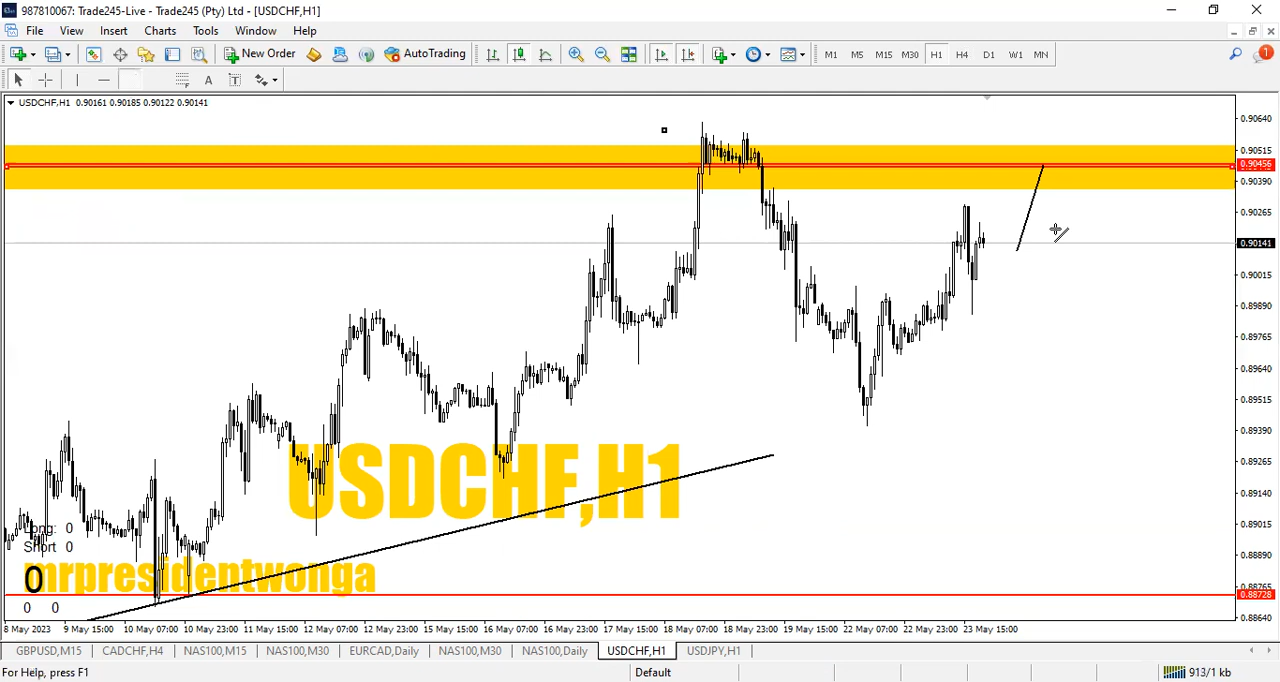 987810067: Trade245-Live - Trade245 (Pty) Ltd - [USDCHF,H1]
File View Insert Charts Tools Window Help
New Order AutoTrading M1 M5 M15 M30 H1 H4 D1 W1 MN 1
A T
USDCHF,H1 0.90161 0.90185 0.90122 0.90141
0.90640
0.90515
0.90456
0.90390
0.90265
0.90141
0.90015
0.89890
0.89765
0.89640
0.89515
0.89390
0.89265
0.89140
0.89015
0.88890
0.88765
0.88728
0.88640
USDCHF,H1
Long: 0
Short 0
mrpresidentwonga
0
0 0
8 May 2023 9 May 15:00 10 May 07:00 10 May 23:00 11 May 15:00 12 May 07:00 12 May 23:00 15 May 15:00 16 May 07:00 16 May 23:00 17 May 15:00 18 May 07:00 18 May 23:00 19 May 15:00 22 May 07:00 22 May 23:00 23 May 15:00
GBPUSD,M15 CADCHF,H4 NAS100,M15 NAS100,M30 EURCAD,Daily NAS100,M30 NAS100,Daily USDCHF,H1 USDJPY,H1
For Help, press F1 Default 913/1 kb